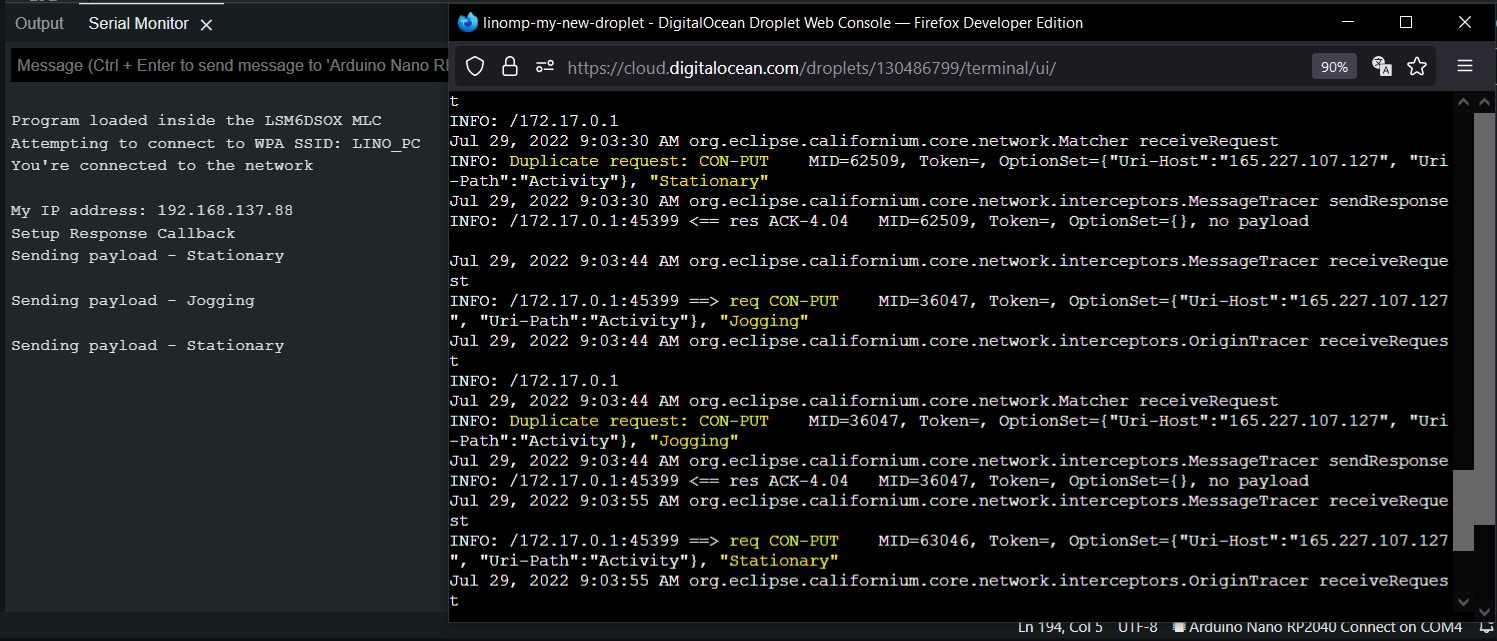 Output Serial Monitor
Message (Ctrl + Enter to send message to 'Arduino Nano RP
Program loaded inside the LSM6DSOX MLC
Attempting to connect to WPA SSID: LINO_PC
You're connected to the network
My IP address: 192.168.137.88
Setup Response Callback
Sending payload - Stationary
Sending payload - Jogging
Sending payload - Stationary
linomp-my-new-droplet - DigitalOcean Droplet Web Console — Firefox Developer Edition
https://cloud.digitalocean.com/droplets/130486799/terminal/ui/ 90%
t
INFO: /172.17.0.1
Jul 29, 2022 9:03:30 AM org.eclipse.californium.core.network.Matcher receiveRequest
INFO: Duplicate request: CON-PUT MID=62509, Token=, OptionSet={"Uri-Host":"165.227.107.127", "Uri
-Path":"Activity"}, "Stationary"
Jul 29, 2022 9:03:30 AM org.eclipse.californium.core.network.interceptors.MessageTracer sendResponse
INFO: /172.17.0.1:45399 <== res ACK-4.04 MID=62509, Token=, OptionSet={}, no payload
Jul 29, 2022 9:03:44 AM org.eclipse.californium.core.network.interceptors.MessageTracer receiveReque
st
INFO: /172.17.0.1:45399 ==> req CON-PUT MID=36047, Token=, OptionSet={"Uri-Host":"165.227.107.127
", "Uri-Path":"Activity"}, "Jogging"
Jul 29, 2022 9:03:44 AM org.eclipse.californium.core.network.interceptors.OriginTracer receiveReques
t
INFO: /172.17.0.1
Jul 29, 2022 9:03:44 AM org.eclipse.californium.core.network.Matcher receiveRequest
INFO: Duplicate request: CON-PUT MID=36047, Token=, OptionSet={"Uri-Host":"165.227.107.127", "Uri
-Path":"Activity"}, "Jogging"
Jul 29, 2022 9:03:44 AM org.eclipse.californium.core.network.interceptors.MessageTracer sendResponse
INFO: /172.17.0.1:45399 <== res ACK-4.04 MID=36047, Token=, OptionSet={}, no payload
Jul 29, 2022 9:03:55 AM org.eclipse.californium.core.network.interceptors.MessageTracer receiveReque
st
INFO: /172.17.0.1:45399 ==> req CON-PUT MID=63046, Token=, OptionSet={"Uri-Host":"165.227.107.127
", "Uri-Path":"Activity"}, "Stationary"
Jul 29, 2022 9:03:55 AM org.eclipse.californium.core.network.interceptors.OriginTracer receiveReques
t
Ln 194, Col 5 UTF-8 Arduino Nano RP2040 Connect on COM4